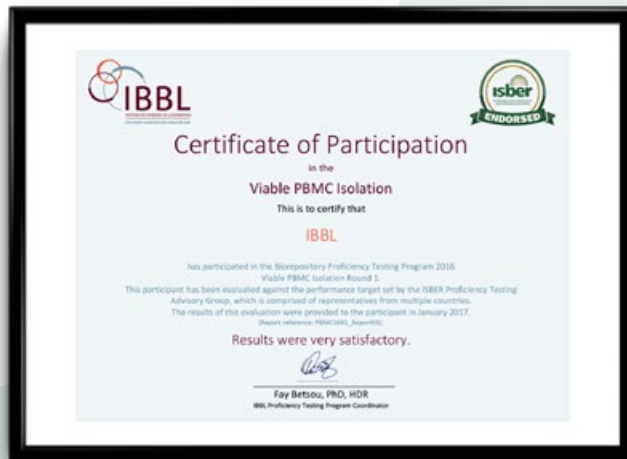 IBBL
INTEGRATED BIOBANK OF LUXEMBOURG
isber
ENDORSED
Certificate of Participation
in the
Viable PBMC Isolation
This is to certify that
IBBL
has participated in the Biorepository Proficiency Testing Program 2016
Viable PBMC Isolation Round 1.
This participant has been evaluated against the performance target set by the ISBER Proficiency Testing
Advisory Group, which is comprised of representatives from multiple countries.
The results of this evaluation were provided to the participant in January 2017.
Results were very satisfactory.
Fay Betsou, PhD, HDR
IBBL Proficiency Testing Program Coordinator